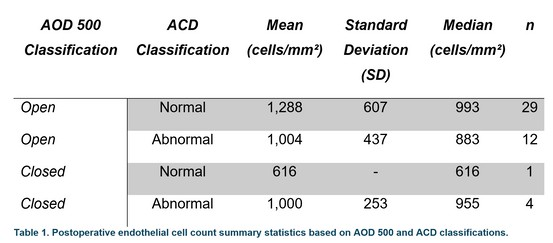 AOD 500 Classification ACD Classification Mean (cells/mm²) Standard Deviation (SD) Median (cells/mm²) n
Open Normal 1,288 607 993 29
Open Abnormal 1,004 437 883 12
Closed Normal 616 - 616 1
Closed Abnormal 1,000 253 955 4
Table 1. Postoperative endothelial cell count summary statistics based on AOD 500 and ACD classifications.